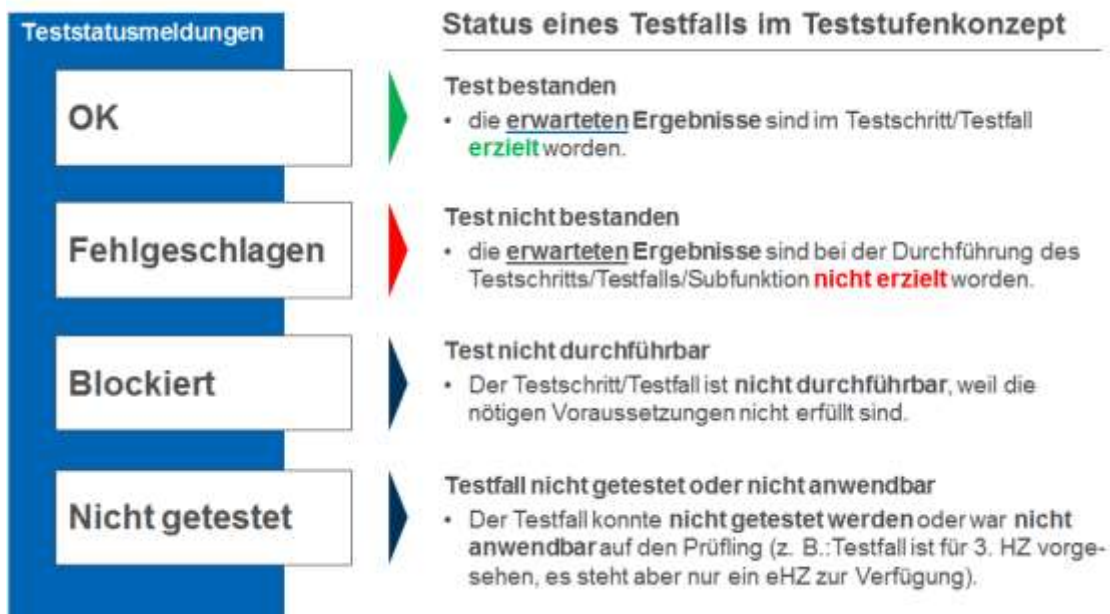 Teststatusmeldungen
Status eines Testfalls im Teststufenkonzept
OK
Test bestanden
• die erwarteten Ergebnisse sind im Testschritt/Testfall
erzielt worden.
Fehlgeschlagen
Test nicht bestanden
• die erwarteten Ergebnisse sind bei der Durchführung des
Testschritts/Testfalls/Subfunktion nicht erzielt worden.
Blockiert
Test nicht durchführbar
• Der Testschritt/Testfall ist nicht durchführbar, weil die
nötigen Voraussetzungen nicht erfüllt sind.
Nicht getestet
Testfall nicht getestet oder nicht anwendbar
• Der Testfall konnte nicht getestet werden oder war nicht
anwendbar auf den Prüfling (z. B.: Testfall ist für 3. HZ vorge-
sehen, es steht aber nur ein eHZ zur Verfügung).